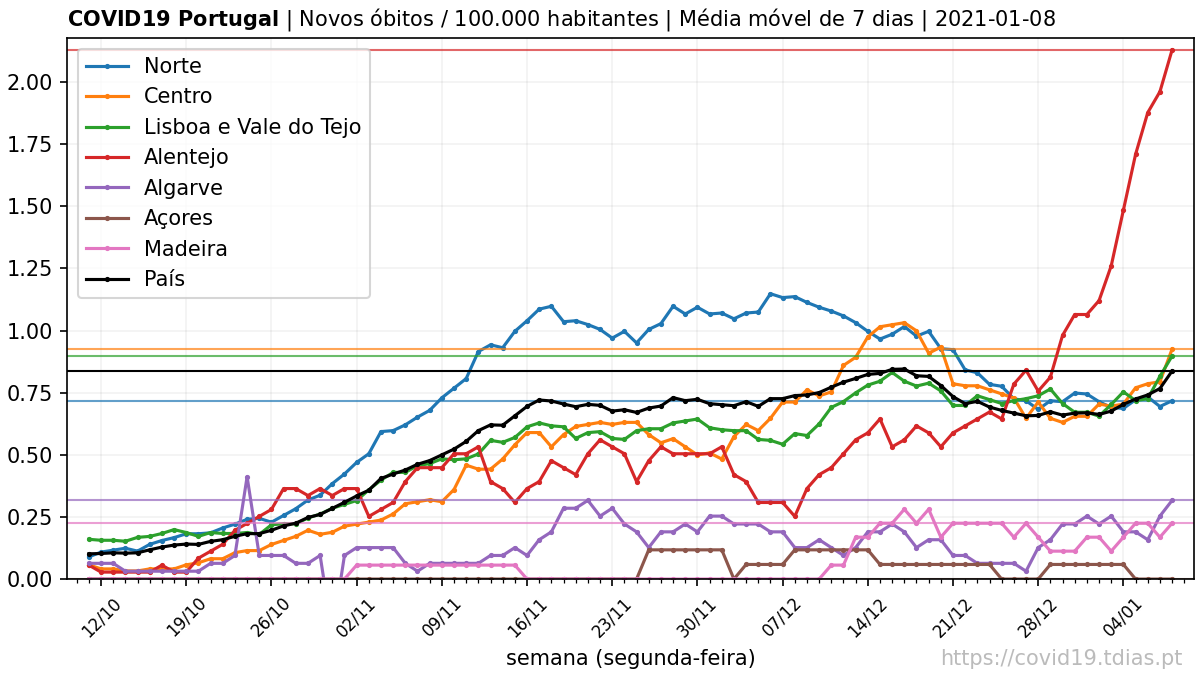 COVID19 Portugal | Novos óbitos / 100.000 habitantes | Média móvel de 7 dias | 2021-01-08
Norte
Centro
Lisboa e Vale do Tejo
Alentejo
Algarve
Açores
Madeira
País
2.00
1.75
1.50
1.25
1.00
0.75
0.50
0.25
0.00
12/10 19/10 26/10 02/11 09/11 16/11 23/11 30/11 07/12 14/12 21/12 28/12 04/01
semana (segunda-feira)
https://covid19.tdias.pt